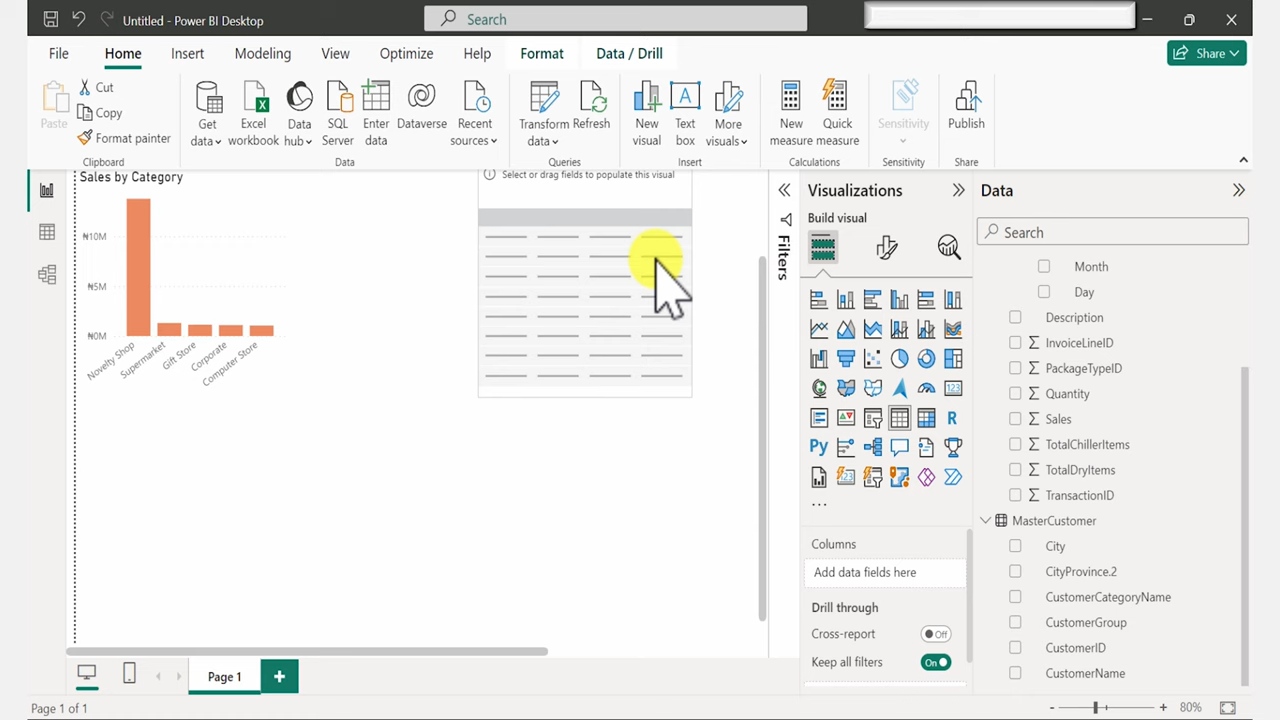 Untitled - Power BI Desktop
Search
File Home Insert Modeling View Optimize Help Format Data / Drill
Share
Paste
Cut
Copy
Format painter
Clipboard
Get data
Excel workbook
Data hub
SQL Server
Enter data
Dataverse
Recent sources
Data
Transform data
Refresh
Queries
New visual
Text box
More visuals
Insert
New measure
Quick measure
Calculations
Sensitivity
Sensitivity
Publish
Share
Sales by Category
₦10M
₦5M
₦0M
Novelty Shop
Supermarket
Gift Store
Corporate
Computer Store
Select or drag fields to populate this visual
Filters
Visualizations
Build visual
R
Py
123
123
...
Columns
Add data fields here
Drill through
Cross-report
Off
Keep all filters
On
Data
Search
Month
Day
Description
∑ InvoiceLineID
∑ PackageTypeID
∑ Quantity
∑ Sales
∑ TotalChillerItems
∑ TotalDryItems
∑ TransactionID
MasterCustomer
City
CityProvince.2
CustomerCategoryName
CustomerGroup
CustomerID
CustomerName
Page 1
+
Page 1 of 1
- + 80%